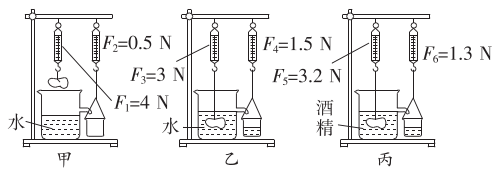 F₂=0.5 N
F₁=4 N
水
甲
F₄=1.5 N
F₃=3 N
水
乙
F₅=3.2 N
F₆=1.3 N
酒
精
丙